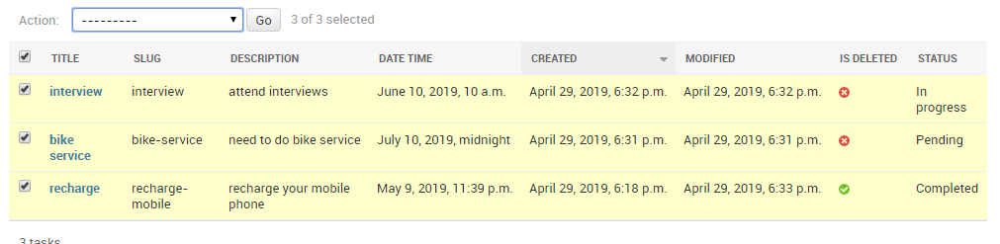 Action: --------- Go 3 of 3 selected
TITLE SLUG DESCRIPTION DATE TIME CREATED MODIFIED IS DELETED STATUS
interview interview attend interviews June 10, 2019, 10 a.m. April 29, 2019, 6:32 p.m. April 29, 2019, 6:32 p.m. In
progress
bike bike-service need to do bike service July 10, 2019, midnight April 29, 2019, 6:31 p.m. April 29, 2019, 6:31 p.m. Pending
service
recharge recharge- recharge your mobile May 9, 2019, 11:39 p.m. April 29, 2019, 6:18 p.m. April 29, 2019, 6:33 p.m. Completed
mobile phone
3 tasks